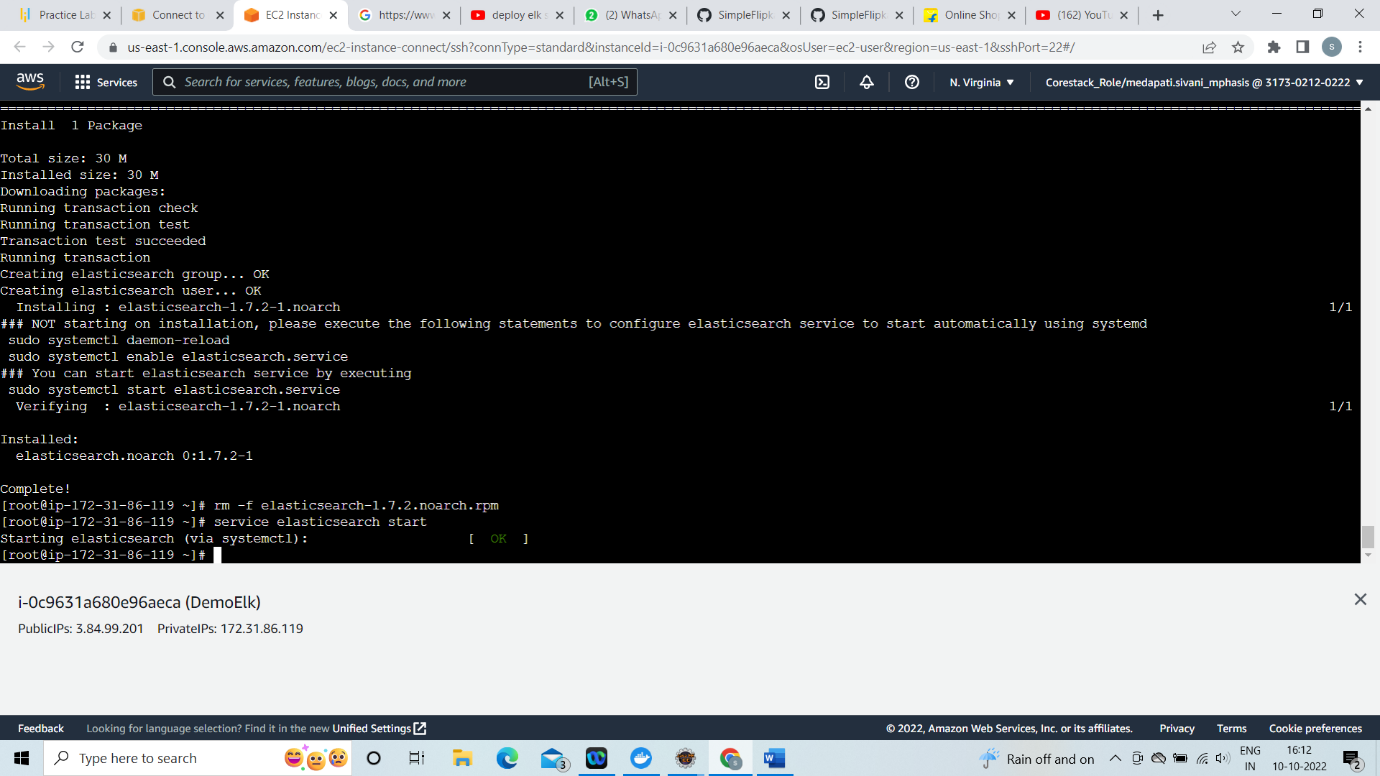 Practice Lab
Connect to
EC2 Instanc
https://www
deploy elk s
(2) WhatsAp
SimpleFlipk
SimpleFlipk
Online Shop
(162) YouTu
us-east-1.console.aws.amazon.com/ec2-instance-connect/ssh?connType=standard&instanceId=i-0c9631a680e96aeca&osUser=ec2-user&region=us-east-1&sshPort=22#/
S
aws
Services
Search for services, features, blogs, docs, and more
[Alt+S]
N. Virginia
Corestack_Role/medapati.sivani_mphasis @ 3173-0212-0222
Install  1 Package
Total size: 30 M
Installed size: 30 M
Downloading packages:
Running transaction check
Running transaction test
Transaction test succeeded
Running transaction
Creating elasticsearch group... OK
Creating elasticsearch user... OK
Installing : elasticsearch-1.7.2-1.noarch 1/1
### NOT starting on installation, please execute the following statements to configure elasticsearch service to start automatically using systemd
sudo systemctl daemon-reload
sudo systemctl enable elasticsearch.service
### You can start elasticsearch service by executing
sudo systemctl start elasticsearch.service
Verifying  : elasticsearch-1.7.2-1.noarch 1/1
Installed:
elasticsearch.noarch 0:1.7.2-1
Complete!
[root@ip-172-31-86-119 ~]# rm -f elasticsearch-1.7.2.noarch.rpm
[root@ip-172-31-86-119 ~]# service elasticsearch start
Starting elasticsearch (via systemctl): [  OK  ]
[root@ip-172-31-86-119 ~]#
i-0c9631a680e96aeca (DemoElk)
PublicIPs: 3.84.99.201 PrivateIPs: 172.31.86.119
Feedback
Looking for language selection? Find it in the new Unified Settings
© 2022, Amazon Web Services, Inc. or its affiliates.
Privacy
Terms
Cookie preferences
Type here to search
3
Rain off and on
ENG
IN
16:12
10-10-2022
2